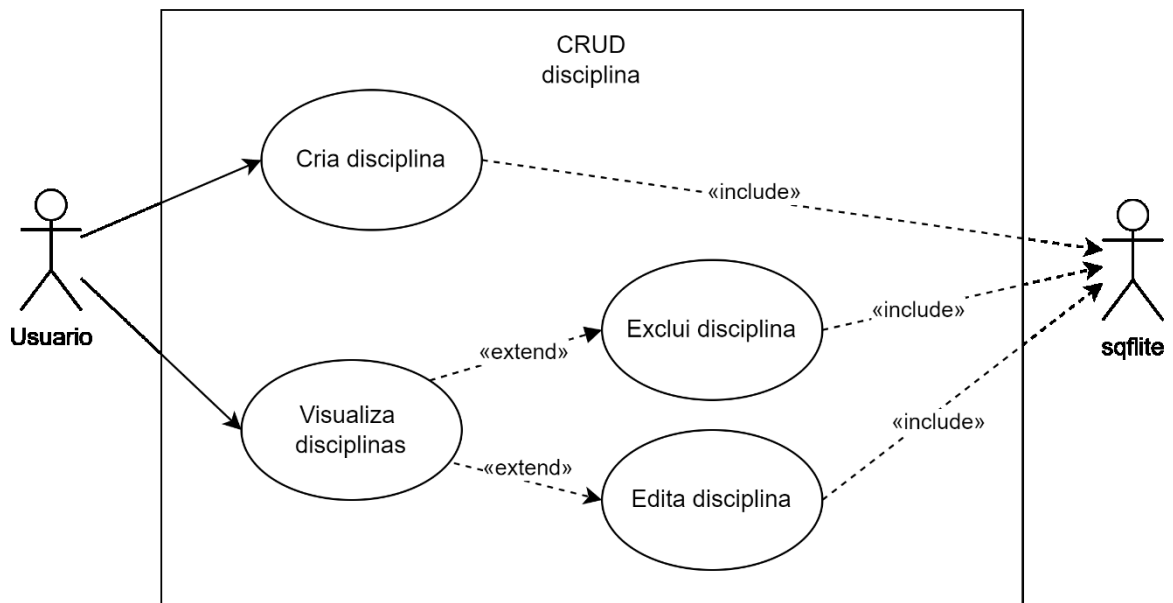 CRUD
disciplina
Cria disciplina
«include»
Usuario
Exclui disciplina
«include»
sqflite
«extend»
Visualiza
disciplinas
«include»
«extend»
Edita disciplina